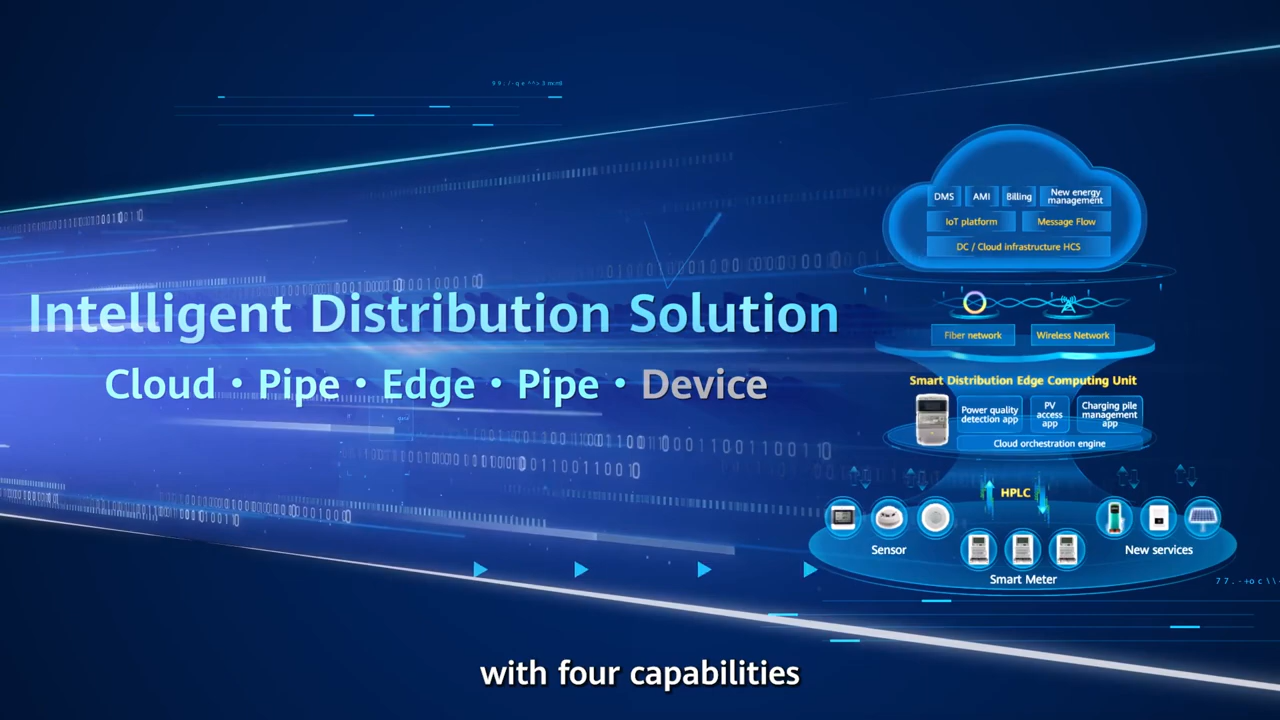 Intelligent Distribution Solution
Cloud • Pipe • Edge • Pipe • Device
DMS
AMI
Billing
New energy
management
IoT platform
Message Flow
DC / Cloud infrastructure HCS
Fiber network
Wireless Network
Smart Distribution Edge Computing Unit
Power quality
detection app
PV
access
app
Charging pile
management
app
Cloud orchestration engine
HPLC
Sensor
Smart Meter
New services
with four capabilities